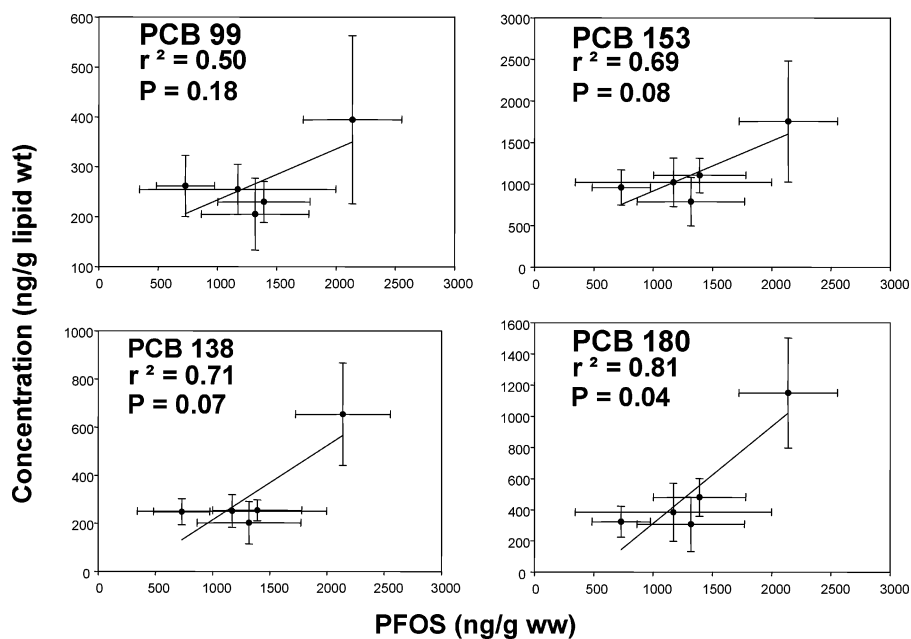 Concentration (ng/g lipid wt)
PCB 99
r ² = 0.50
P = 0.18
600
500
400
300
200
100
0 500 1000 1500 2000 2500 3000
PCB 153
r ² = 0.69
P = 0.08
3000
2500
2000
1500
1000
500
0
0 500 1000 1500 2000 2500 3000
PCB 138
r ² = 0.71
P = 0.07
1000
800
600
400
200
0
0 500 1000 1500 2000 2500 3000
PCB 180
r ² = 0.81
P = 0.04
1600
1400
1200
1000
800
600
400
200
0
0 500 1000 1500 2000 2500 3000
PFOS (ng/g ww)